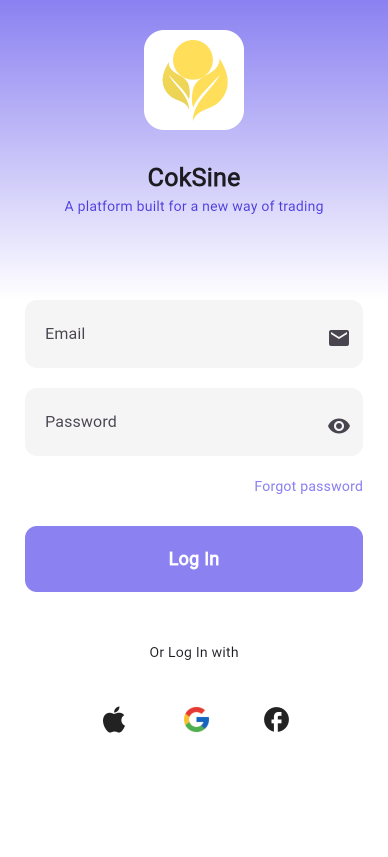 CokSine
A platform built for a new way of trading
Email
Password
Forgot password
Log In
Or Log In with